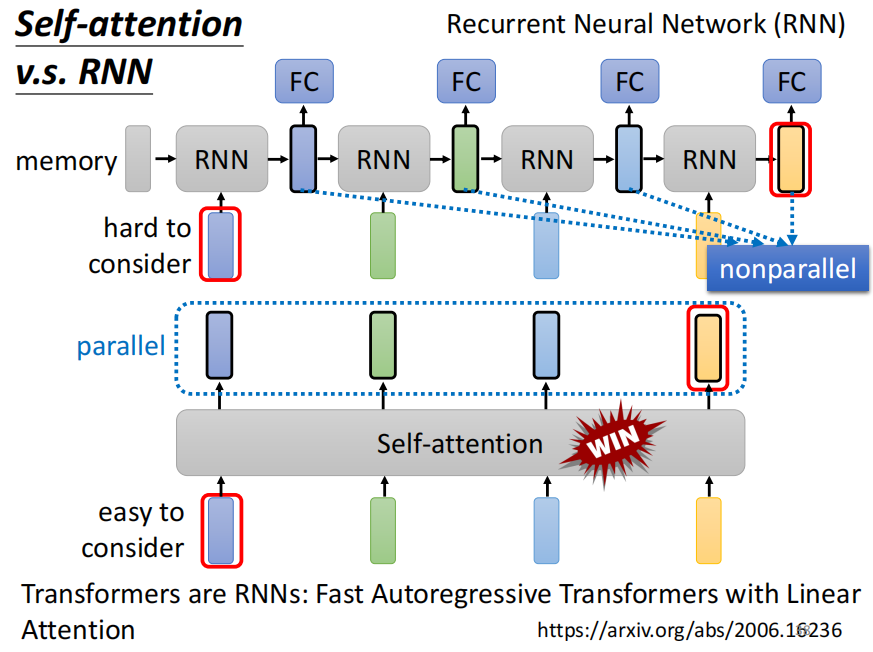 Self-attention
v.s. RNN
Recurrent Neural Network (RNN)
FC FC FC FC
memory
RNN RNN RNN RNN
hard to
consider
nonparallel
parallel
Self-attention
WIN
easy to
consider
Transformers are RNNs: Fast Autoregressive Transformers with Linear
Attention
https://arxiv.org/abs/2006.16236